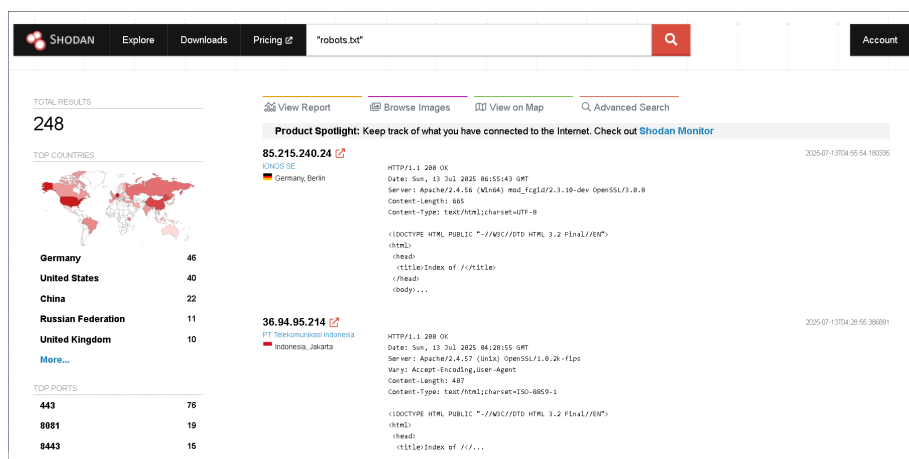 SHODAN Explore Downloads Pricing "robots.txt" Account
TOTAL RESULTS
248
TOP COUNTRIES
Germany 46
United States 40
China 22
Russian Federation 11
United Kingdom 10
More...
TOP PORTS
443 76
8081 19
8443 15
View Report Browse Images View on Map Advanced Search
Product Spotlight: Keep track of what you have connected to the Internet. Check out Shodan Monitor
85.215.240.24 2025-07-13T04:55:54.160335
IONOS SE
Germany, Berlin
HTTP/1.1 200 OK
Date: Sun, 13 Jul 2025 06:55:43 GMT
Server: Apache/2.4.56 (Win64) mod_fcgid/2.3.10-dev OpenSSL/3.0.8
Content-Length: 665
Content-Type: text/html;charset=UTF-8
<!DOCTYPE HTML PUBLIC "-//W3C//DTD HTML 3.2 Final//EN">
<html>
<head>
<title>Index of /</title>
</head>
<body>...
36.94.95.214 2025-07-13T04:28:55.386891
PT Telekomunikasi Indonesia
Indonesia, Jakarta
HTTP/1.1 200 OK
Date: Sun, 13 Jul 2025 04:28:55 GMT
Server: Apache/2.4.57 (Unix) OpenSSL/1.0.2k-fips
Vary: Accept-Encoding,User-Agent
Content-Length: 487
Content-Type: text/html;charset=ISO-8859-1
<!DOCTYPE HTML PUBLIC "-//W3C//DTD HTML 3.2 Final//EN">
<html>
<head>
<title>Index of /</...